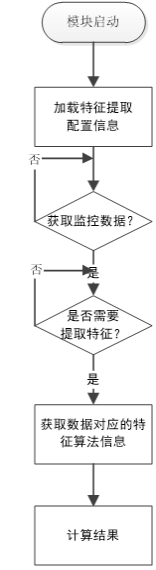 模块启动
加载特征提取
配置信息
否
获取监控数据?
是
否
是否需要
提取特征?
是
获取数据对应的特
征算法信息
计算结果